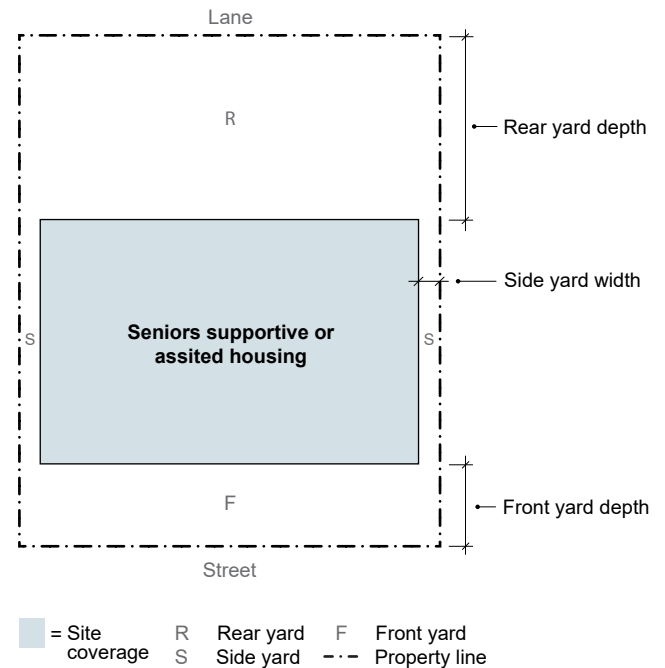 Lane
R
Rear yard depth
Side yard width
Seniors supportive or
assited housing
S
S
F
Front yard depth
Street
= Site
coverage
R Rear yard
F Front yard
S Side yard
Property line